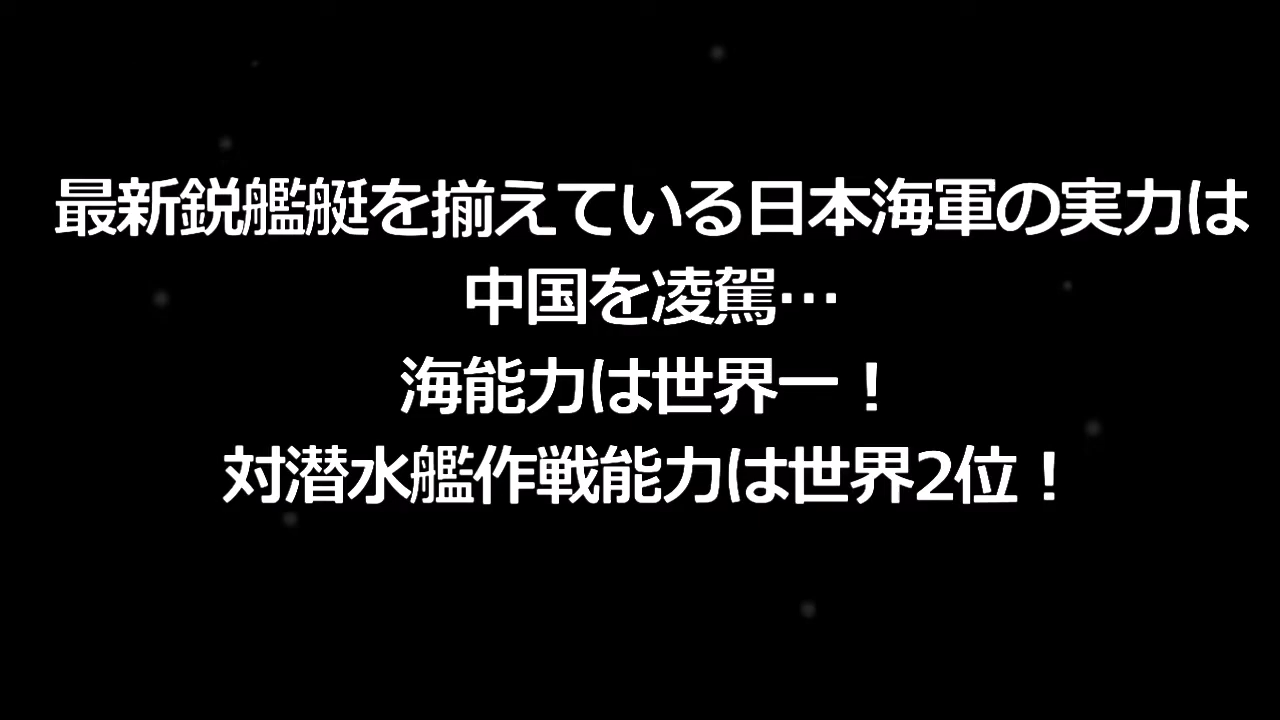 最新鋭艦艇を揃えている日本海軍の実力は
中国を凌駕…
海能力は世界一！
対潜水艦作戦能力は世界2位！